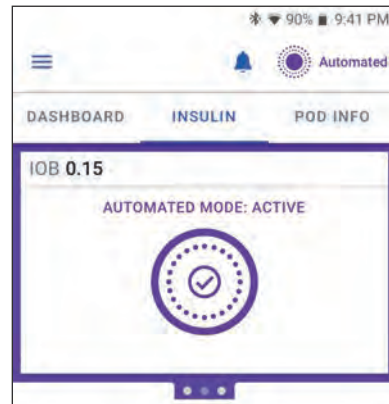 90% 9:41 PM
Automated
DASHBOARD INSULIN POD INFO
IOB 0.15
AUTOMATED MODE: ACTIVE